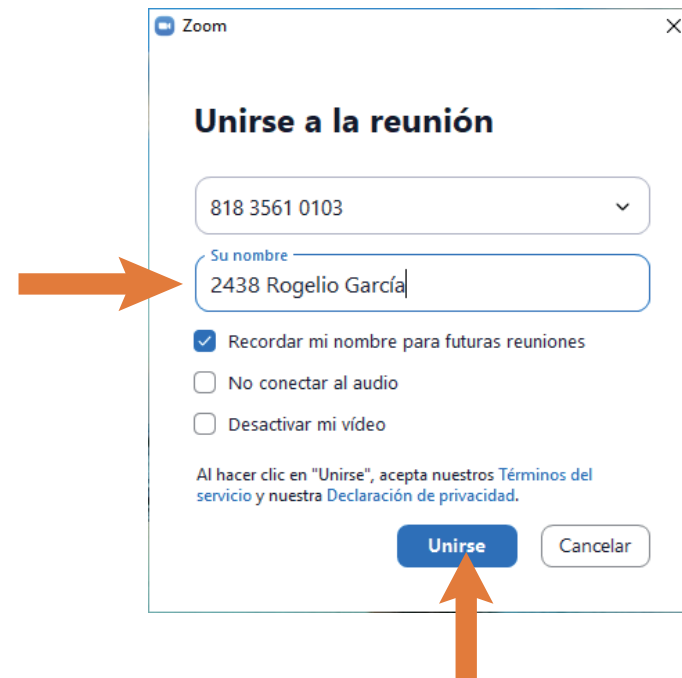 Zoom
Unirse a la reunión
818 3561 0103
Su nombre
2438 Rogelio García
Recordar mi nombre para futuras reuniones
No conectar al audio
Desactivar mi vídeo
Al hacer clic en "Unirse", acepta nuestros Términos del
servicio y nuestra Declaración de privacidad.
Unirse
Cancelar